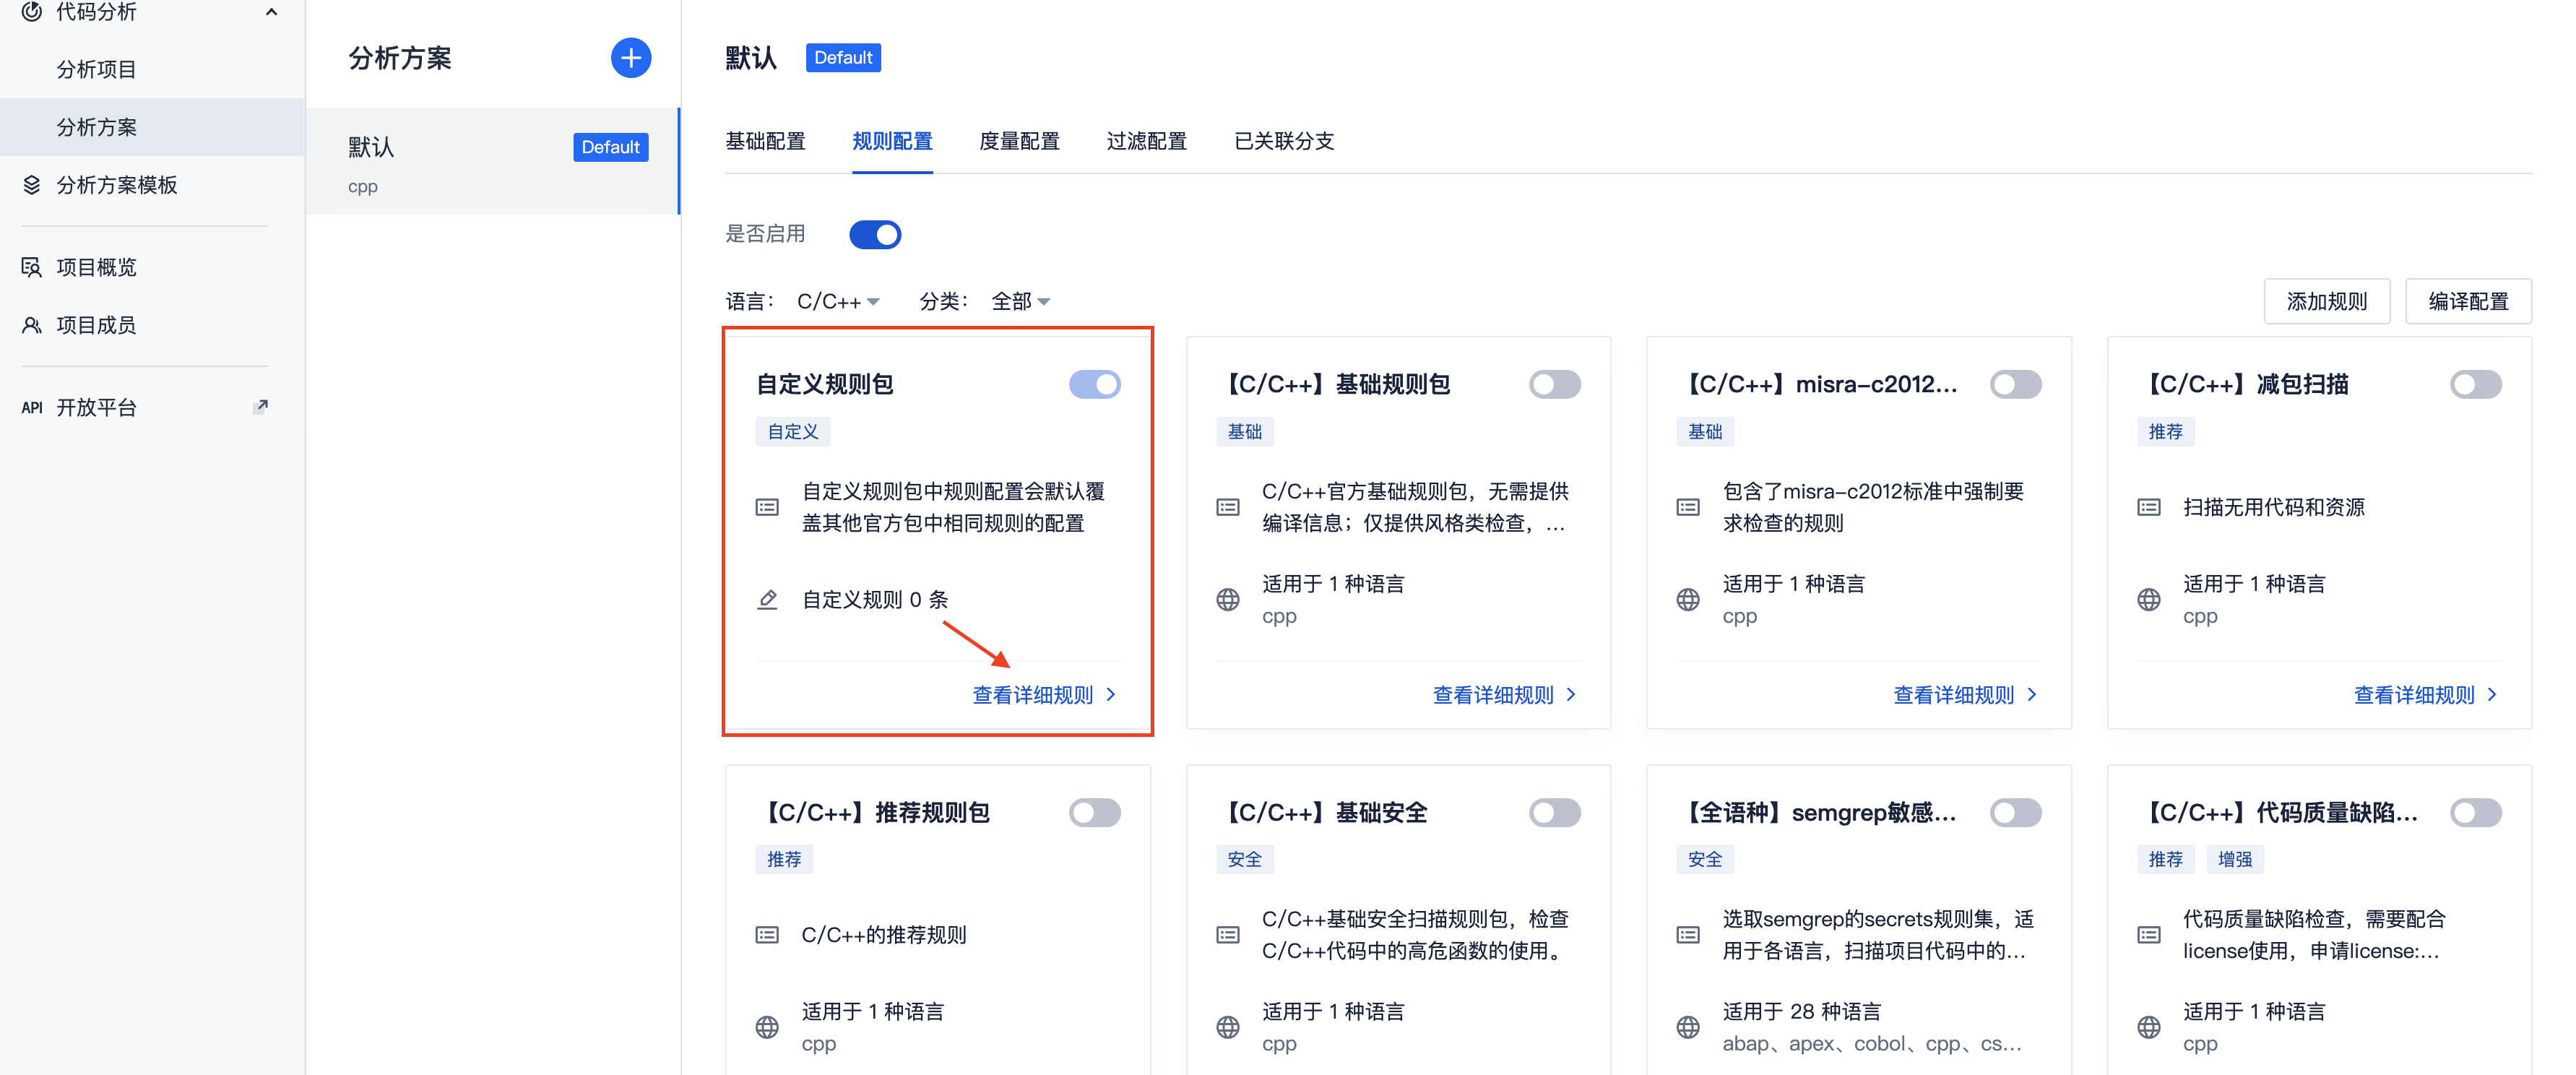 代码分析
分析项目
分析方案
分析方案模板
项目概览
项目成员
API 开放平台
分析方案
默认 Default
cpp
默认 Default
基础配置 规则配置 度量配置 过滤配置 已关联分支
是否启用
语言： C/C++ 分类： 全部 添加规则 编译配置
自定义规则包
自定义
自定义规则包中规则配置会默认覆
盖其他官方包中相同规则的配置
自定义规则 0 条
查看详细规则
【C/C++】基础规则包
基础
C/C++官方基础规则包，无需提供
编译信息；仅提供风格类检查，...
适用于 1 种语言
cpp
查看详细规则
【C/C++】misra-c2012...
基础
包含了misra-c2012标准中强制要
求检查的规则
适用于 1 种语言
cpp
查看详细规则
【C/C++】减包扫描
推荐
扫描无用代码和资源
适用于 1 种语言
cpp
查看详细规则
【C/C++】推荐规则包
推荐
C/C++的推荐规则
适用于 1 种语言
cpp
【C/C++】基础安全
安全
C/C++基础安全扫描规则包，检查
C/C++代码中的高危函数的使用。
适用于 1 种语言
cpp
【全语种】semgrep敏感...
安全
选取semgrep的secrets规则集，适
用于各语言，扫描项目代码中的...
适用于 28 种语言
abap、apex、cobol、cpp、cs...
【C/C++】代码质量缺陷...
推荐 增强
代码质量缺陷检查，需要配合
license使用，申请license:...
适用于 1 种语言
cpp